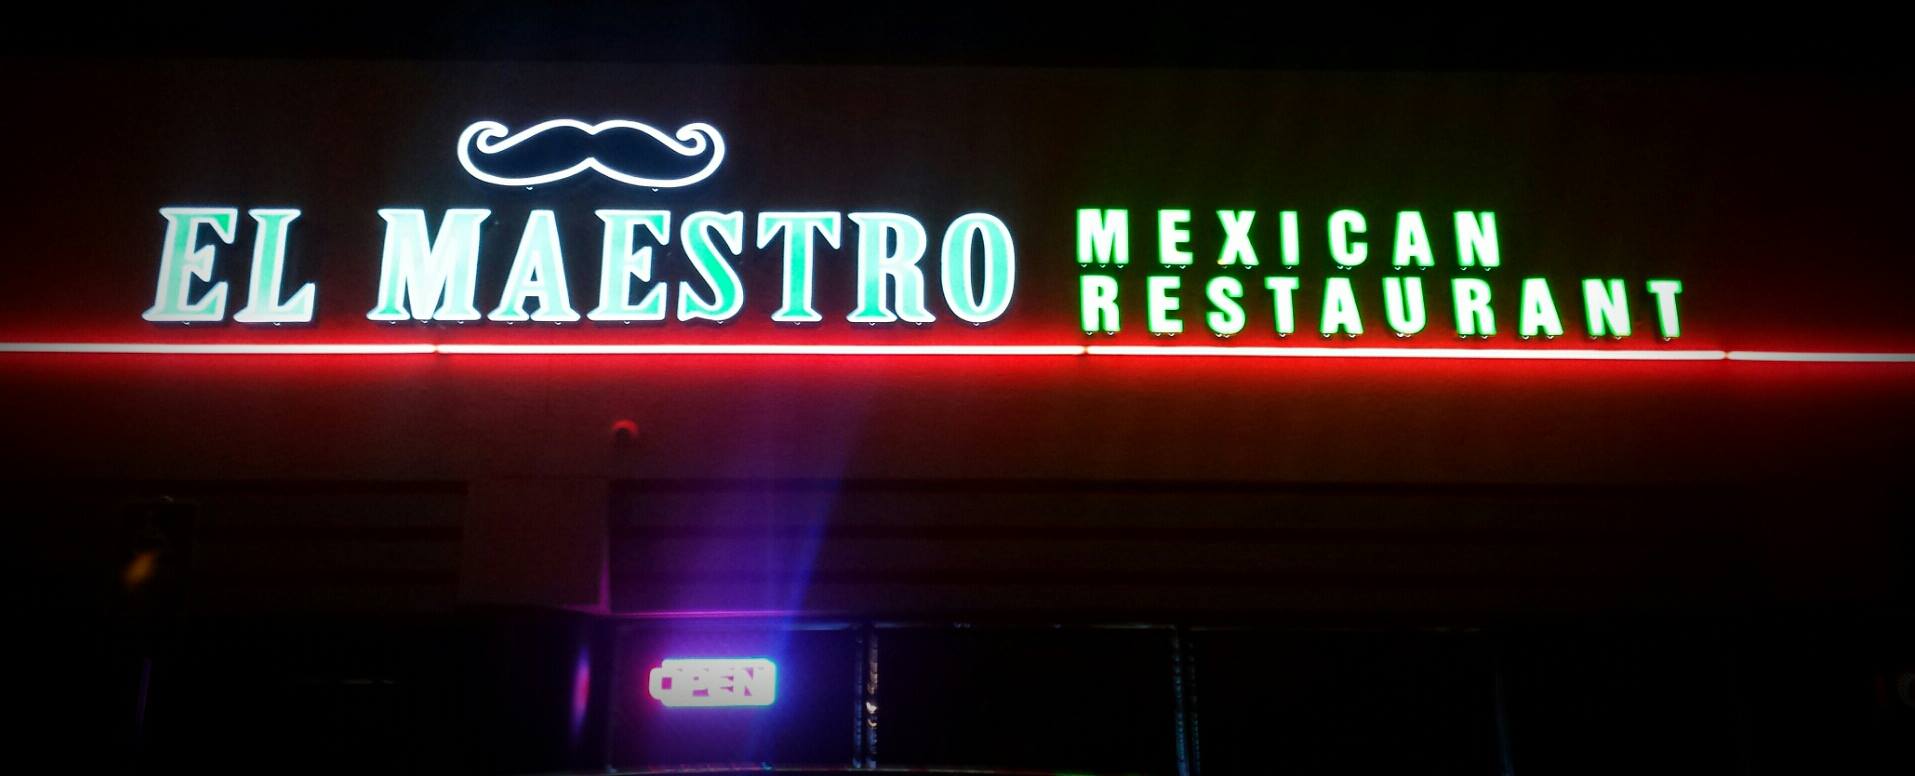 EL MAESTRO
MEXICAN
RESTAURANT
OPEN